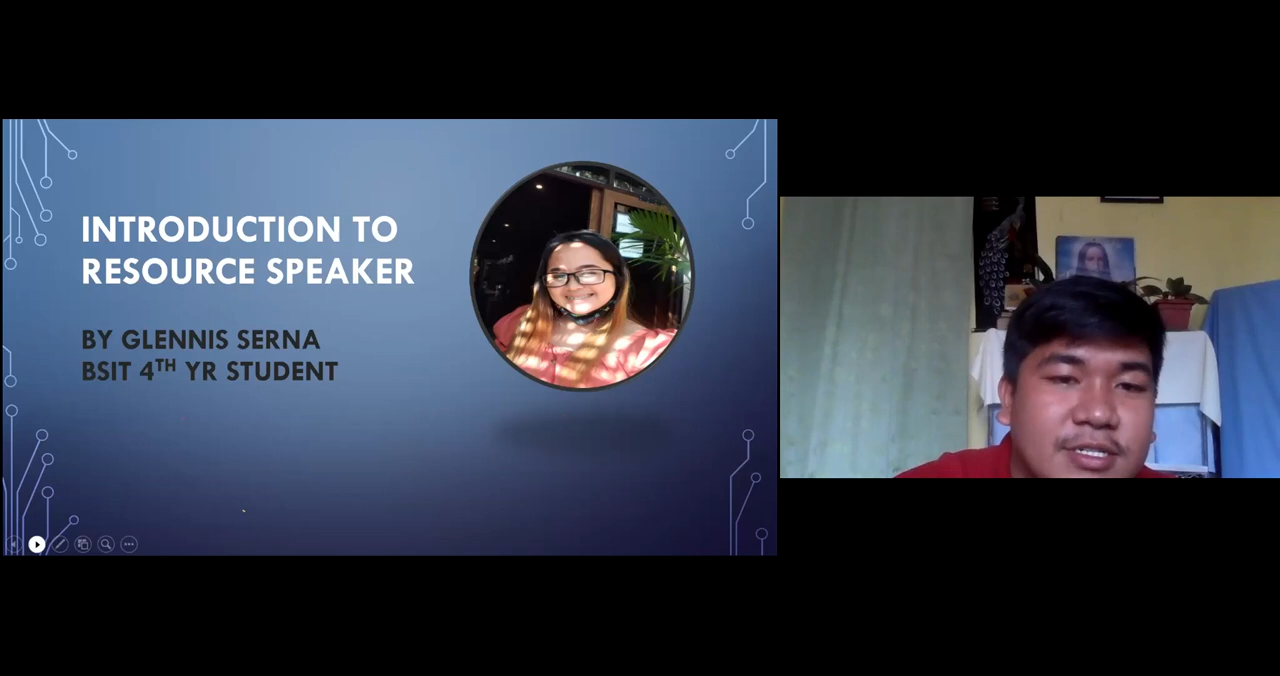 INTRODUCTION TO
RESOURCE SPEAKER
BY GLENNIS SERNA
BSIT 4TH YR STUDENT